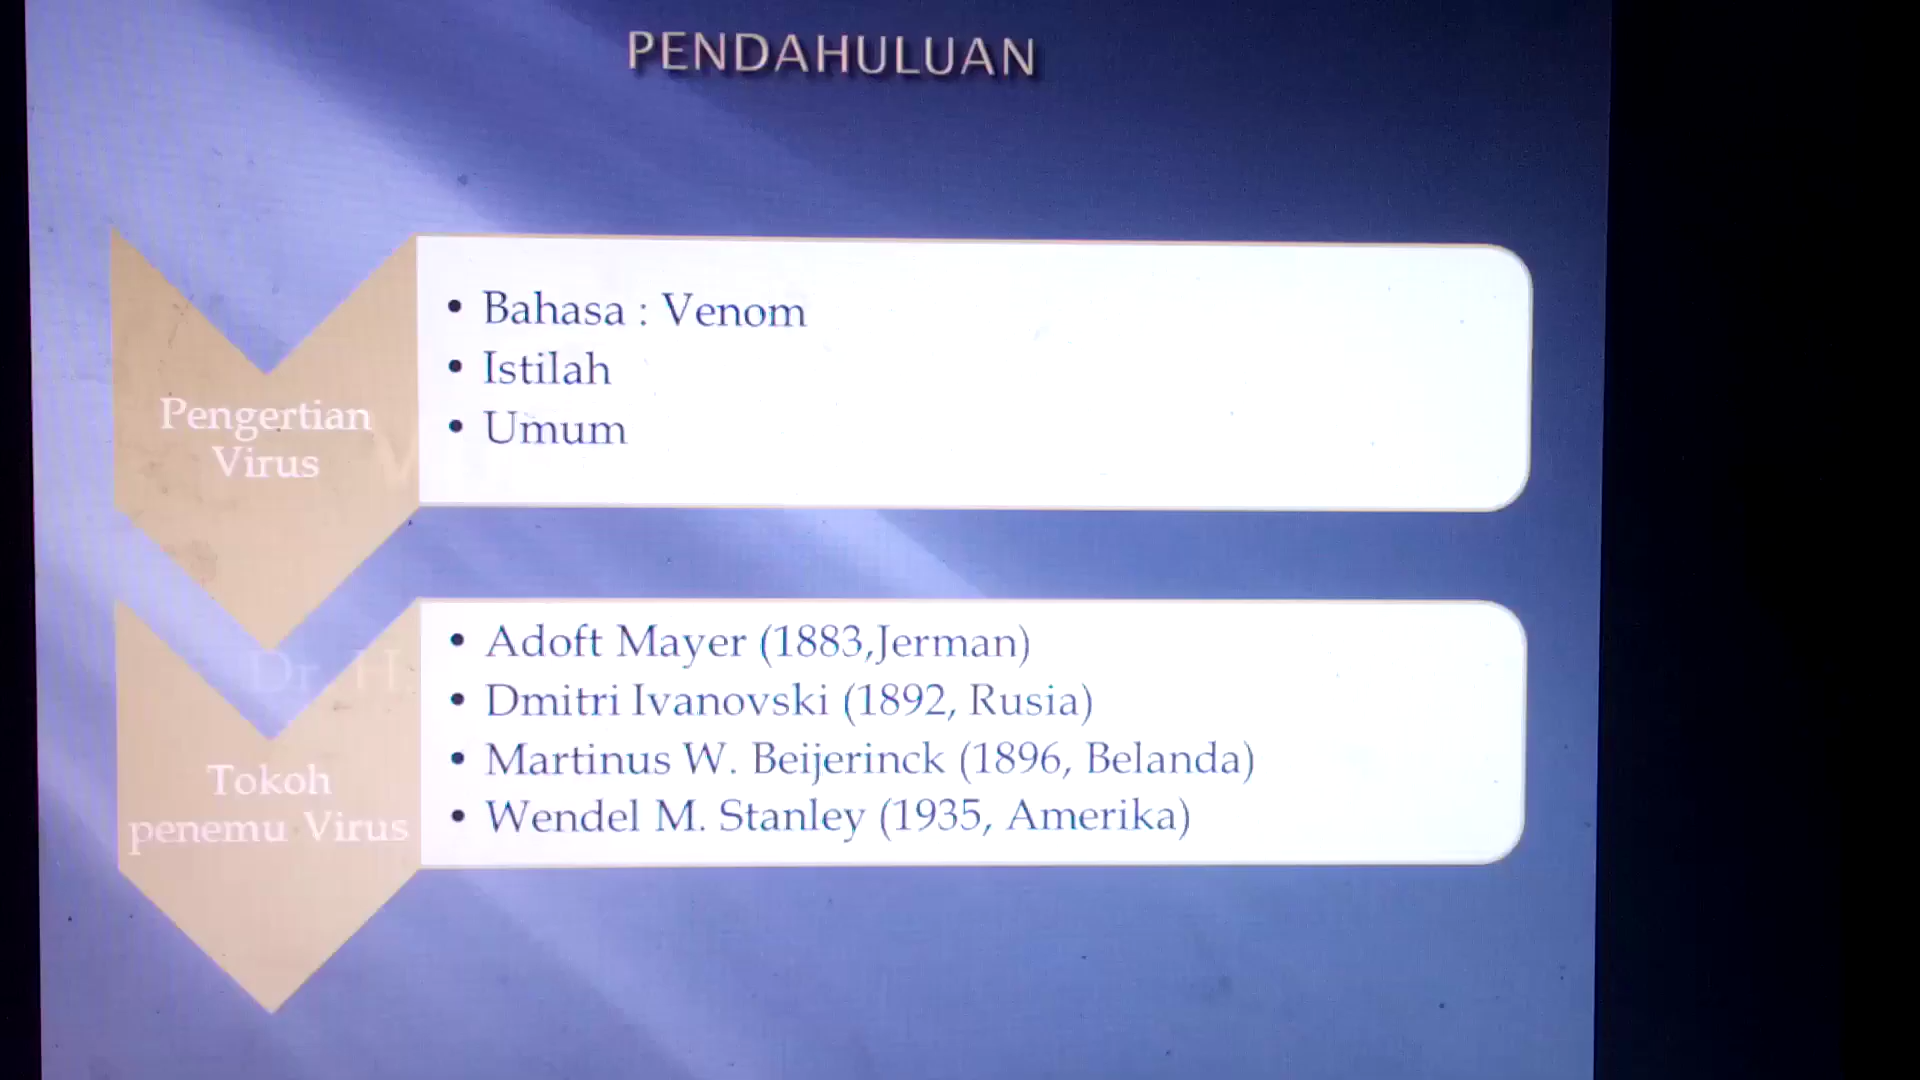 PENDAHULUAN
Pengertian
Virus
• Bahasa : Venom
• Istilah
• Umum
Tokoh
penemu Virus
• Adoft Mayer (1883,Jerman)
• Dmitri Ivanovski (1892, Rusia)
• Martinus W. Beijerinck (1896, Belanda)
• Wendel M. Stanley (1935, Amerika)
Dr. H.